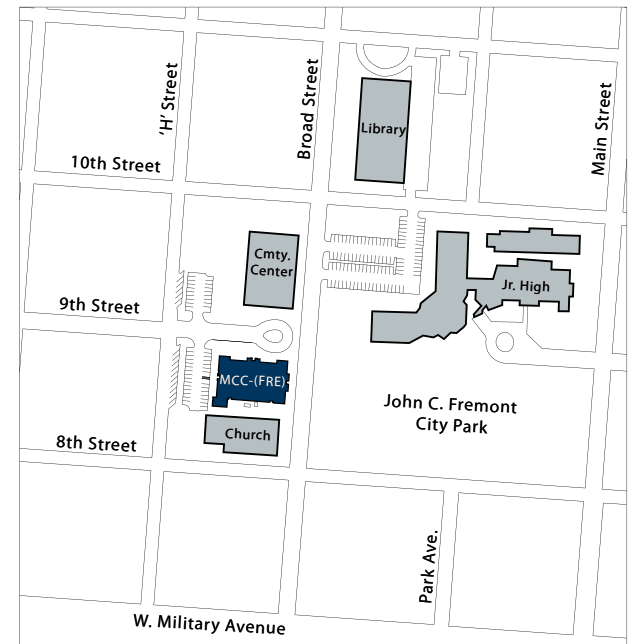 'H' Street
Broad Street
Main Street
Library
10th Street
Cmty.
Center
Jr. High
9th Street
MCC-(FRE)
John C. Fremont
City Park
Church
8th Street
Park Ave.
W. Military Avenue